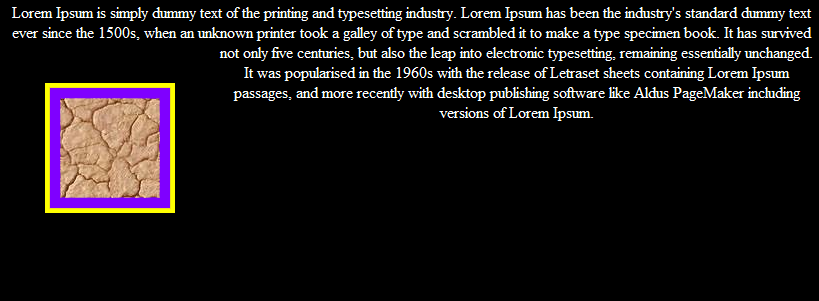 Lorem Ipsum is simply dummy text of the printing and typesetting industry. Lorem Ipsum has been the industry's standard dummy text
ever since the 1500s, when an unknown printer took a galley of type and scrambled it to make a type specimen book. It has survived
not only five centuries, but also the leap into electronic typesetting, remaining essentially unchanged.
It was popularised in the 1960s with the release of Letraset sheets containing Lorem Ipsum
passages, and more recently with desktop publishing software like Aldus PageMaker including
versions of Lorem Ipsum.